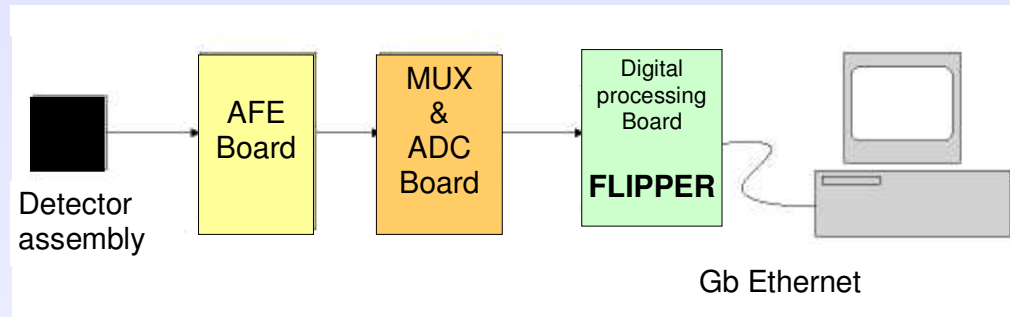 Detector
assembly
AFE
Board
MUX
&
ADC
Board
Digital
processing
Board
FLIPPER
Gb Ethernet